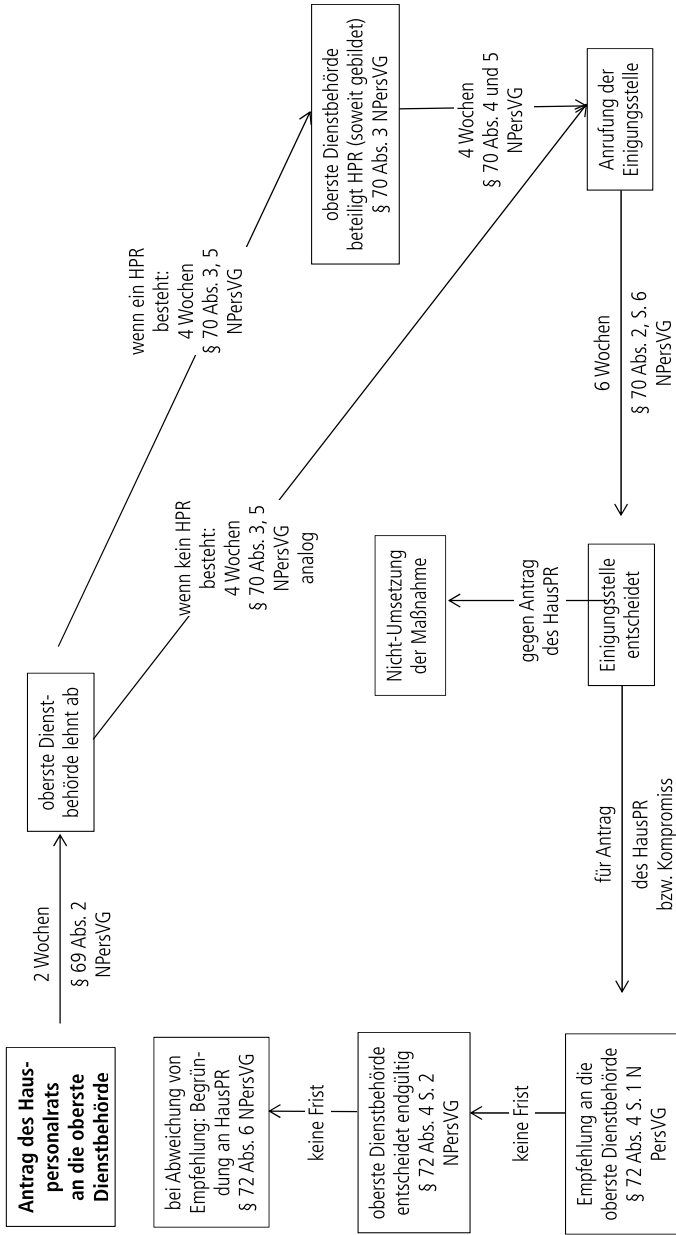 Antrag des Haus-
personalrats
an die oberste
Dienstbehörde
2 Wochen
§ 69 Abs. 2
NPersVG
oberste Dienst-
behörde lehnt ab
wenn ein HPR
besteht:
4 Wochen
§ 70 Abs. 3, 5
NPersVG
oberste Dienstbehörde
beteiligt HPR (soweit gebildet)
§ 70 Abs. 3 NPersVG
wenn kein HPR
besteht:
4 Wochen
§ 70 Abs. 3, 5
NPersVG
analog
4 Wochen
§ 70 Abs. 4 und 5
NPersVG
Anrufung der
Einigungsstelle
6 Wochen
§ 70 Abs. 2, S. 6
NPersVG
Einigungsstelle
entscheidet
gegen Antrag
des HausPR
Nicht-Umsetzung
der Maßnahme
für Antrag
des HausPR
bzw. Kompromiss
Empfehlung an die
oberste Dienstbehörde
§ 72 Abs. 4 S. 1 N
PersVG
keine Frist
oberste Dienstbehörde
entscheidet endgültig
§ 72 Abs. 4 S. 2
NPersVG
keine Frist
bei Abweichung von
Empfehlung: Begrün-
dung an HausPR
§ 72 Abs. 6 NPersVG